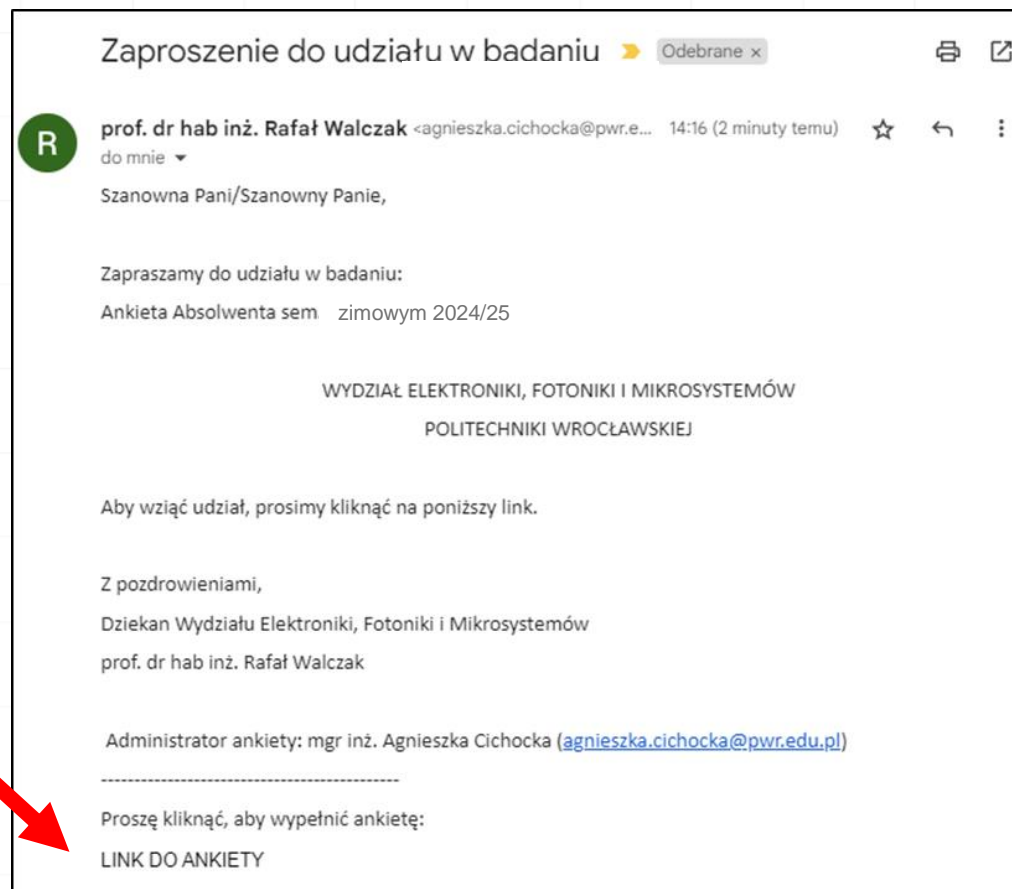 Zaproszenie do udziału w badaniu Odebrane x
R
prof. dr hab inż. Rafał Walczak <agnieszka.cichocka@pwr.e... 14:16 (2 minuty temu)
do mnie
Szanowna Pani/Szanowny Panie,
Zapraszamy do udziału w badaniu:
Ankieta Absolwenta sem zimowym 2024/25
WYDZIAŁ ELEKTRONIKI, FOTONIKI I MIKROSYSTEMÓW
POLITECHNIKI WROCŁAWSKIEJ
Aby wziąć udział, prosimy kliknąć na poniższy link.
Z pozdrowieniami,
Dziekan Wydziału Elektroniki, Fotoniki i Mikrosystemów
prof. dr hab inż. Rafał Walczak
Administrator ankiety: mgr inż. Agnieszka Cichocka (agnieszka.cichocka@pwr.edu.pl)
---------------------------------------------
Proszę kliknąć, aby wypełnić ankietę:
LINK DO ANKIETY